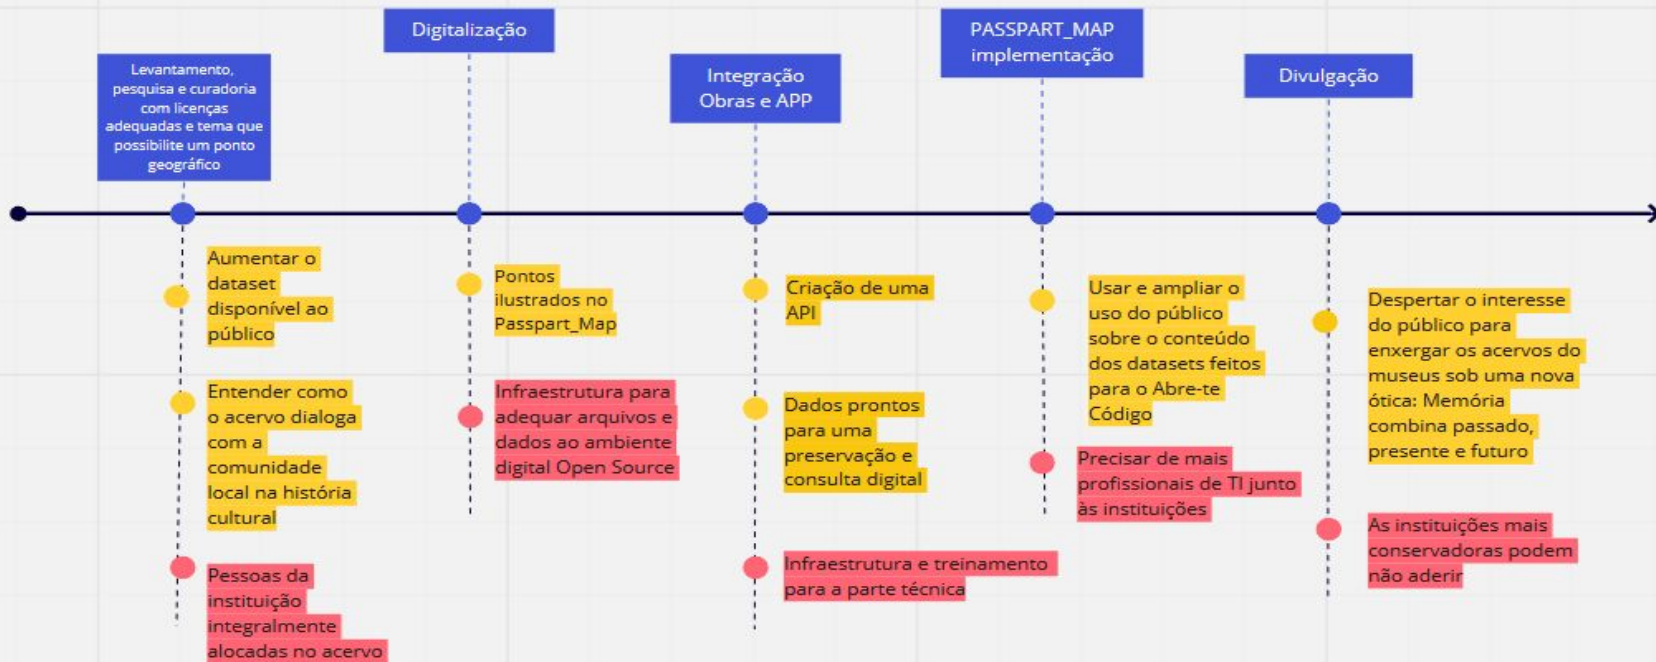 Levantamento,
pesquisa e curadoria
com licenças
adequadas e tema que
possibilite um ponto
geográfico
Digitalização
Integração
Obras e APP
PASSPART_MAP
implementação
Divulgação
Aumentar o
dataset
disponível ao
público
Entender como
o acervo dialoga
com a
comunidade
local na história
cultural
Pessoas da
instituição
integralmente
alocadas no acervo
Pontos
ilustrados no
Passpart_Map
Infraestrutura para
adequar arquivos e
dados ao ambiente
digital Open Source
Criação de uma
API
Dados prontos
para uma
preservação e
consulta digital
Infraestrutura e treinamento
para a parte técnica
Usar e ampliar o
uso do público
sobre o conteúdo
dos datasets feitos
para o Abre-te
Código
Precisar de mais
profissionais de TI junto
às instituições
Despertar o interesse
do público para
enxergar os acervos do
museus sob uma nova
ótica: Memória
combina passado,
presente e futuro
As instituições mais
conservadoras podem
não aderir